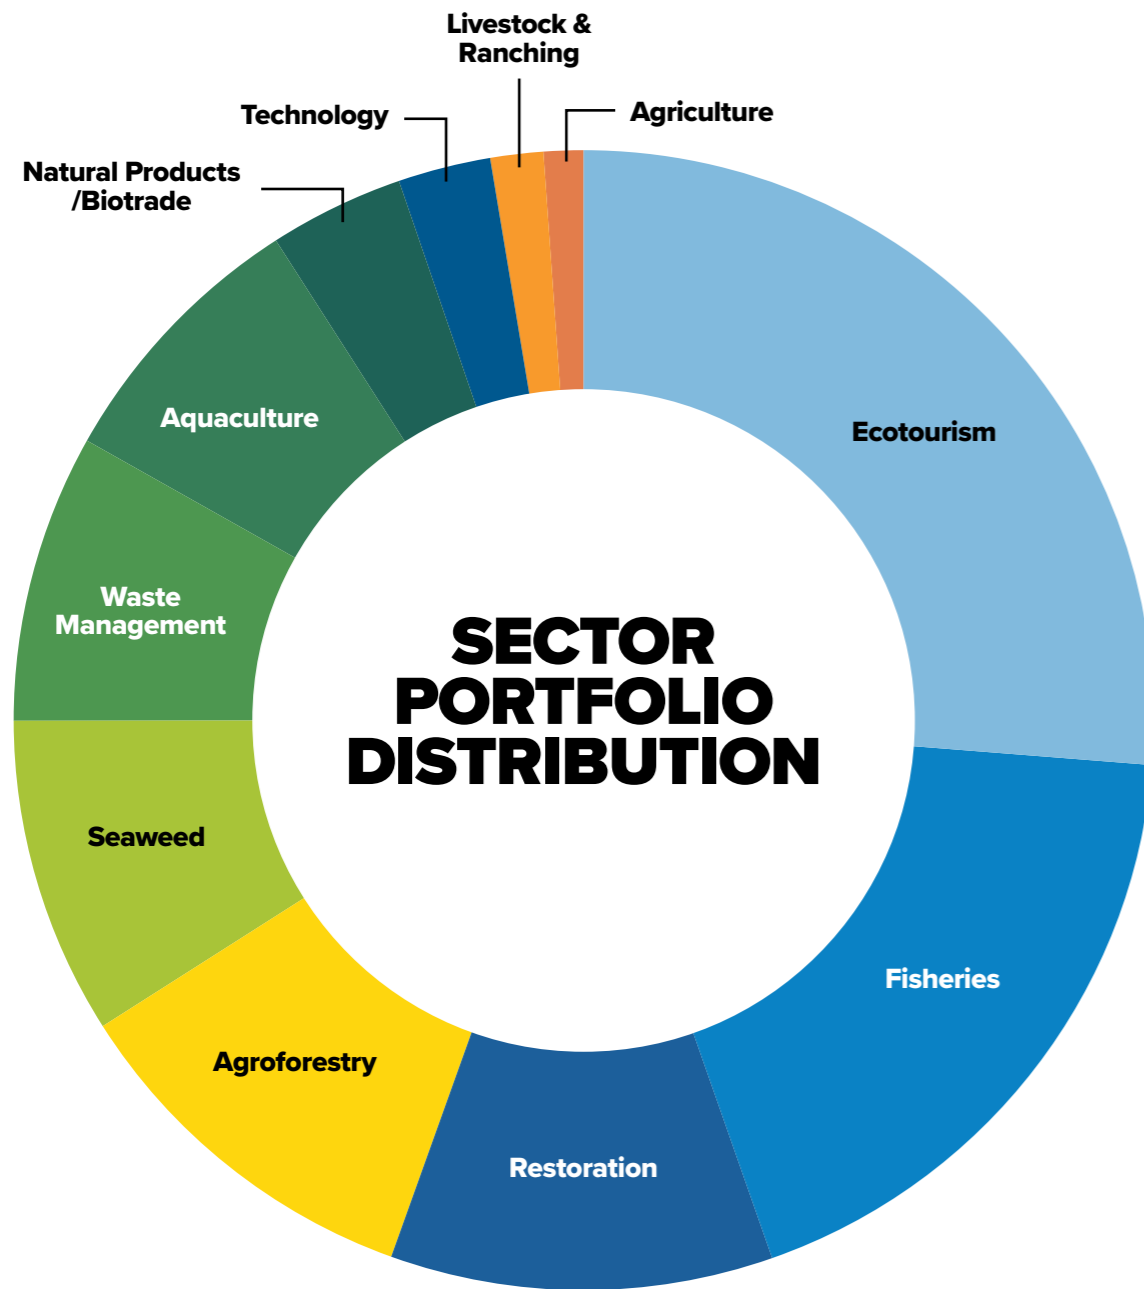 Livestock &
Ranching
Technology
Agriculture
Natural Products
/Biotrade
Aquaculture
Ecotourism
Waste
Management
SECTOR
PORTFOLIO
DISTRIBUTION
Seaweed
Fisheries
Agroforestry
Restoration